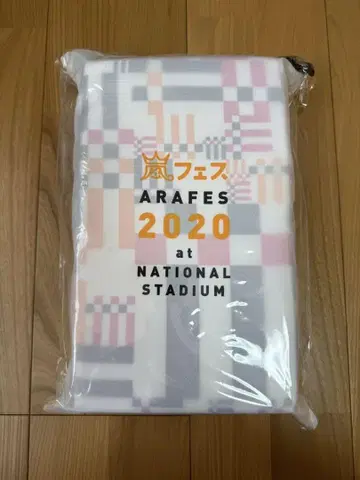 嵐フェス
ARAFES
2020
at
NATIONAL
STADIUM